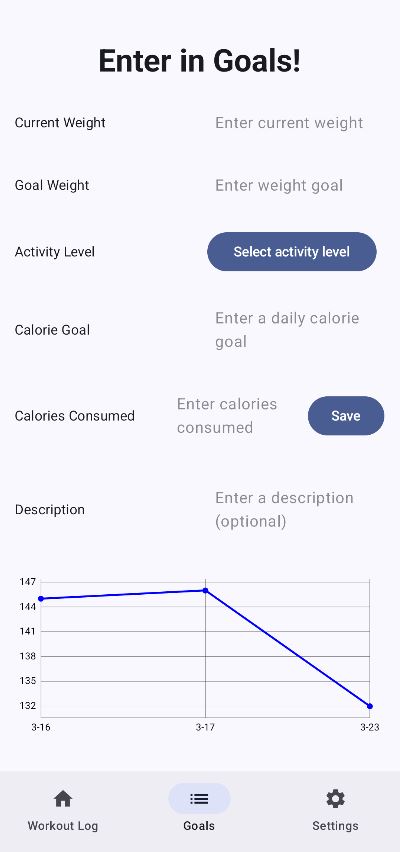 Enter in Goals!
Current Weight
Enter current weight
Goal Weight
Enter weight goal
Activity Level
Select activity level
Calorie Goal
Enter a daily calorie
goal
Calories Consumed
Enter calories
consumed
Save
Description
Enter a description
(optional)
147
144
141
138
135
132
3-16
3-17
3-23
Workout Log
Goals
Settings